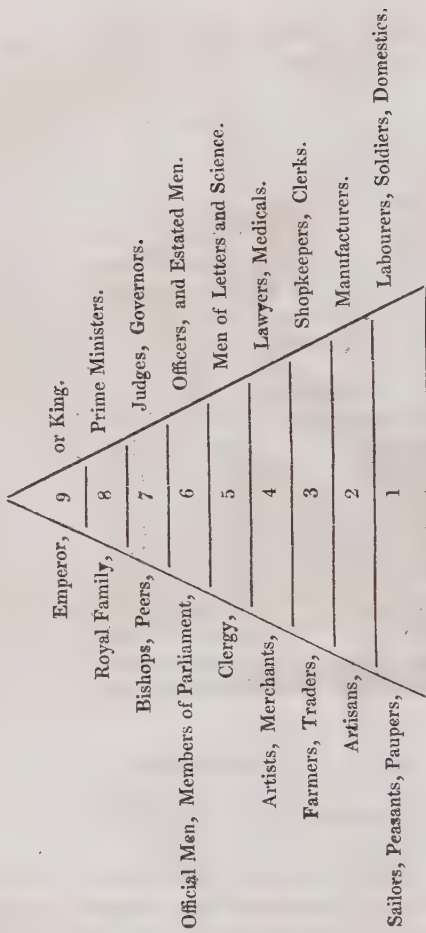 Emperor, 9 or King.
Royal Family, 8 Prime Ministers.
Bishops, Peers, 7 Judges, Governors.
Official Men, Members of Parliament, 6 Officers, and Estated Men.
Clergy, 5 Men of Letters and Science.
Artists, Merchants, 4 Lawyers, Medicals.
Farmers, Traders, 3 Shopkeepers, Clerks.
Artisans, 2 Manufacturers.
Sailors, Peasants, Paupers, 1 Labourers, Soldiers, Domestics.